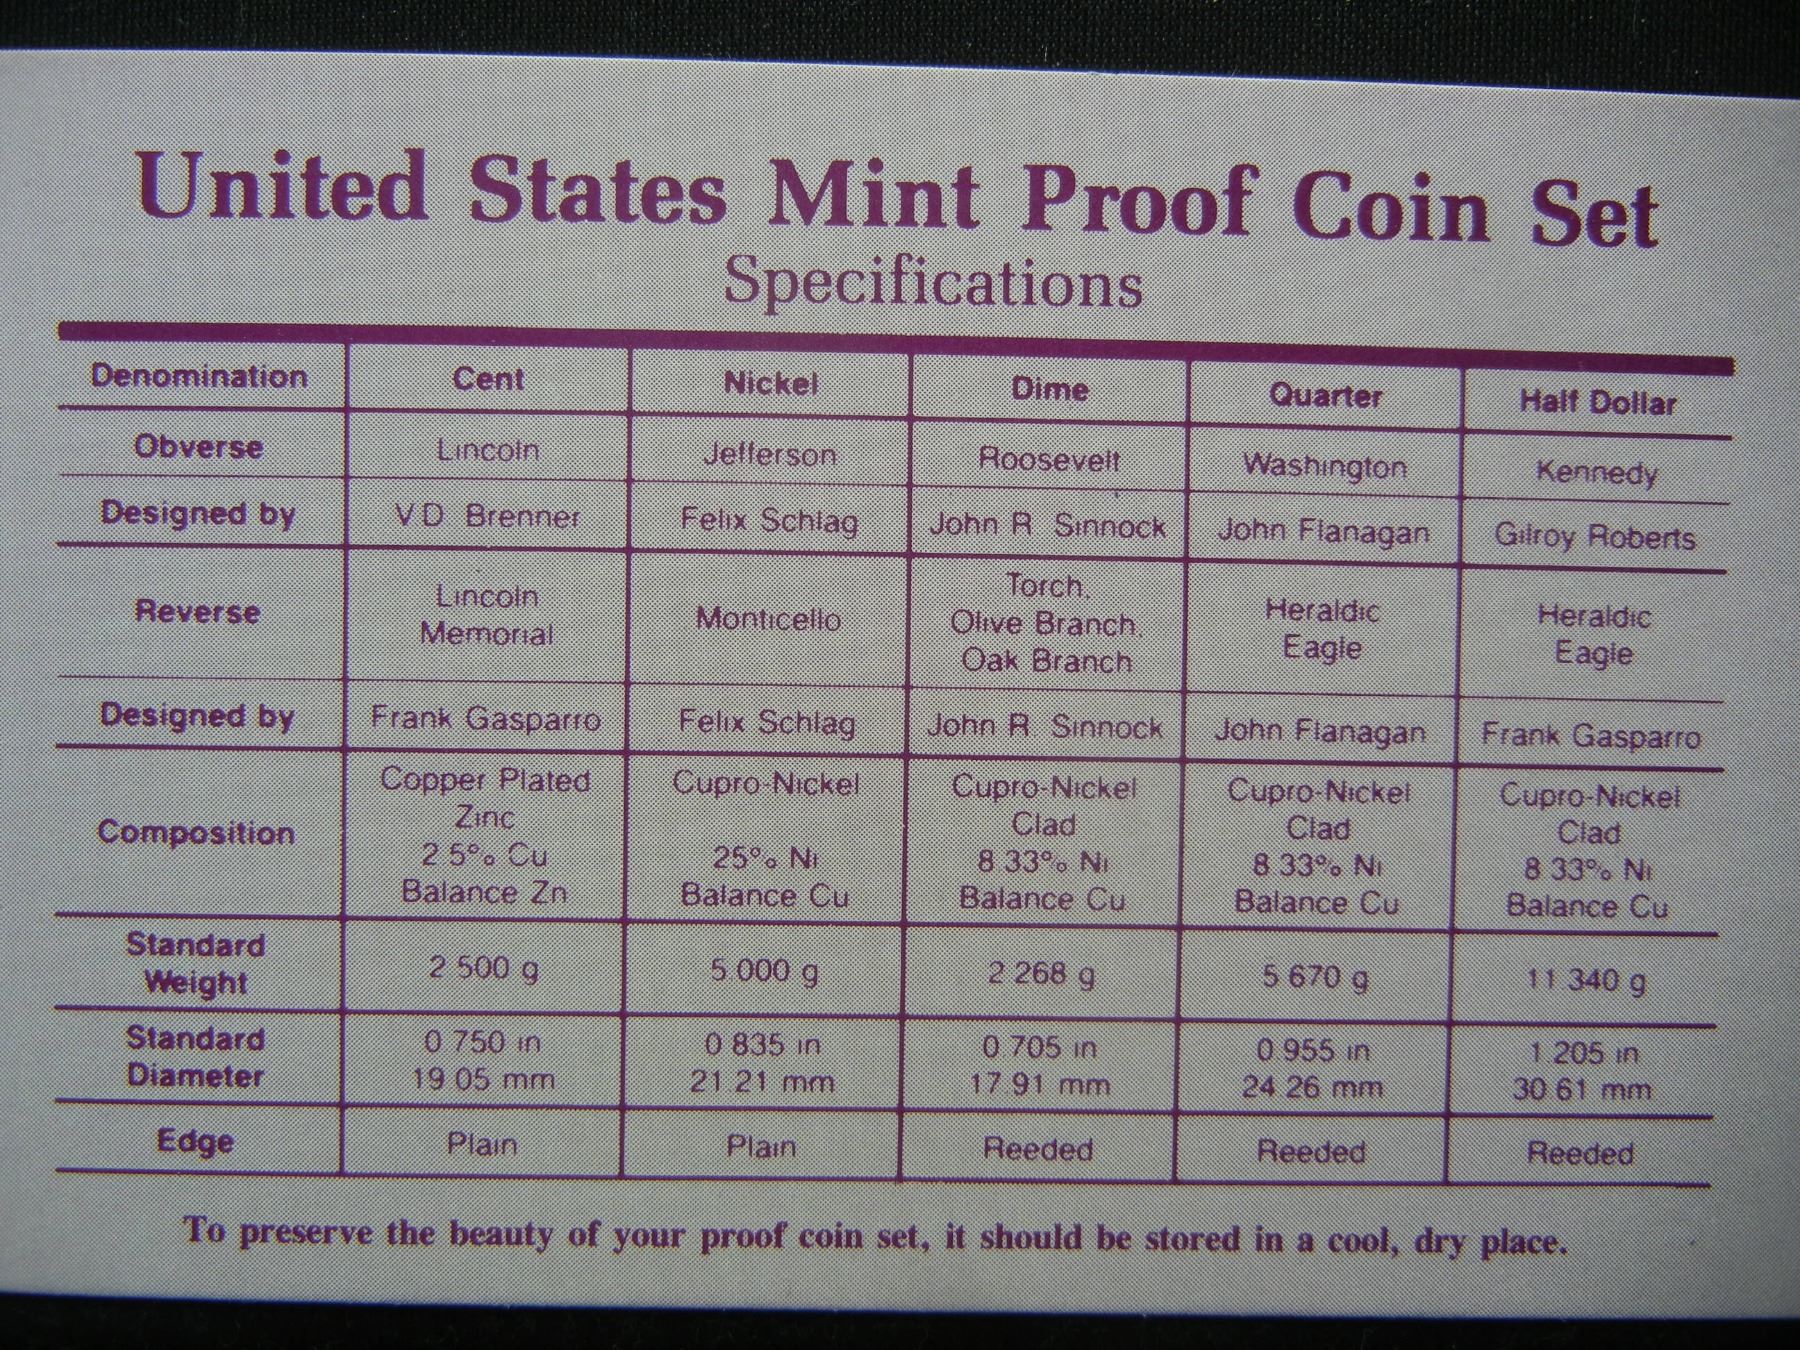 United States Mint Proof Coin Set
Specifications
Denomination Cent Nickel Dime Quarter Half Dollar
Obverse Lincoln Jefferson Roosevelt Washington Kennedy
Designed by V D Brenner Felix Schlag John R Sinnock John Flanagan Gilroy Roberts
Reverse
Lincoln
Memorial
Monticello
Torch,
Olive Branch,
Oak Branch
Heraldic
Eagle
Heraldic
Eagle
Designed by Frank Gasparro Felix Schlag John R Sinnock John Flanagan Frank Gasparro
Composition
Copper Plated
Zinc
2 5% Cu
Balance Zn
Cupro-Nickel
25% Ni
Balance Cu
Cupro-Nickel
Clad
8.33% Ni
Balance Cu
Cupro-Nickel
Clad
8 33% Ni
Balance Cu
Cupro-Nickel
Clad
8 33% Ni
Balance Cu
Standard
Weight
2 500 g 5 000 g 2 268 g 5 670 g 11 340 g
Standard
Diameter
0 750 in
19 05 mm
0 835 in
21 21 mm
0.705 in
17.91 mm
0.955 in
24 26 mm
1 205 in
30 61 mm
Edge Plain Plain Reeded Reeded Reeded
To preserve the beauty of your proof coin set, it should be stored in a cool, dry place.